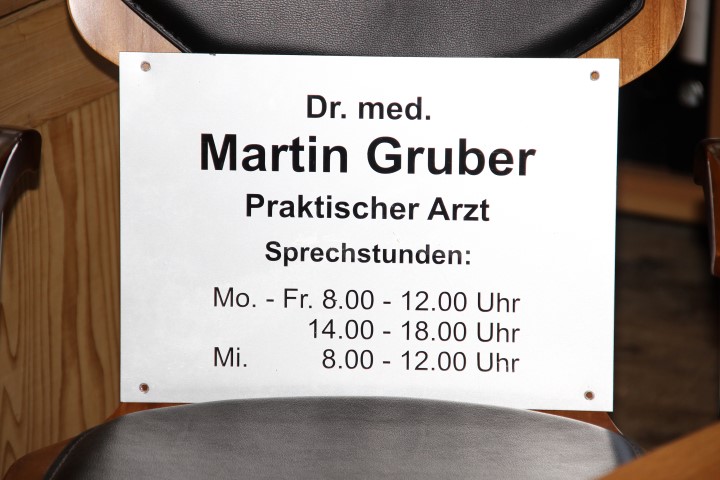 Dr. med.
Martin Gruber
Praktischer Arzt
Sprechstunden:
Mo. - Fr. 8.00 - 12.00 Uhr
14.00 - 18.00 Uhr
Mi. 8.00 - 12.00 Uhr